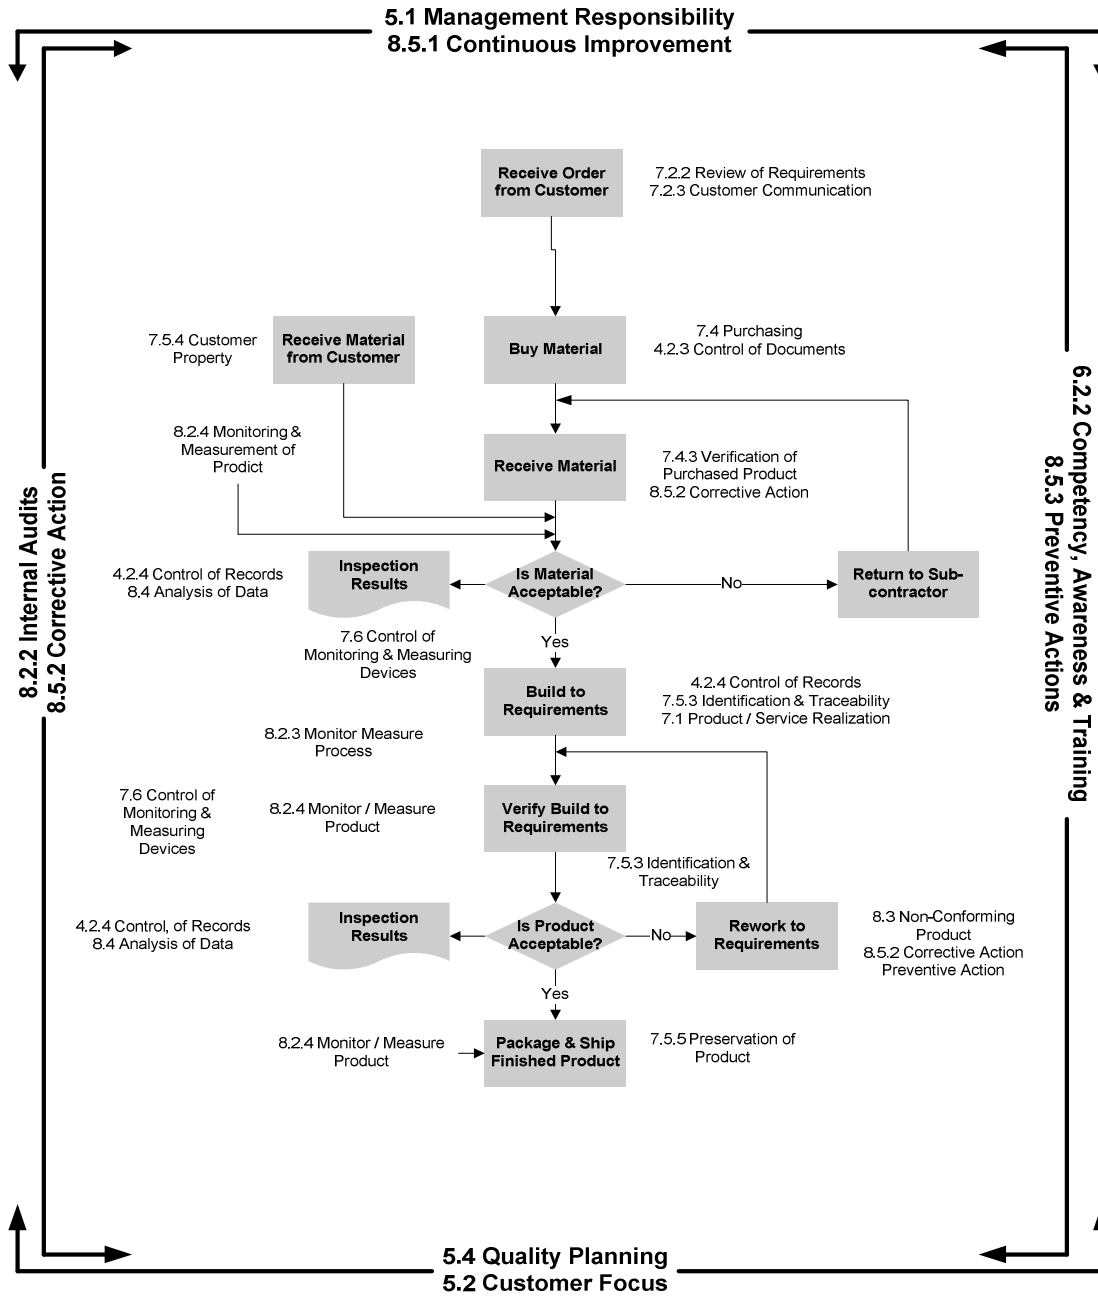 5.1 Management Responsibility
8.5.1 Continuous Improvement
Receive Order
from Customer
7.2.2 Review of Requirements
7.2.3 Customer Communication
7.5.4 Customer
Property
Receive Material
from Customer
Buy Material
7.4 Purchasing
4.2.3 Control of Documents
8.2.4 Monitoring &
Measurement of
Prodict
Receive Material
7.4.3 Verification of
Purchased Product
8.5.2 Corrective Action
4.2.4 Control of Records
8.4 Analysis of Data
Inspection
Results
Is Material
Acceptable?
No
Return to Sub-
contractor
Yes
7.6 Control of
Monitoring & Measuring
Devices
Build to
Requirements
4.2.4 Control of Records
7.5.3 Identification & Traceability
7.1 Product / Service Realization
8.2.3 Monitor Measure
Process
7.6 Control of
Monitoring &
Measuring
Devices
8.2.4 Monitor / Measure
Product
Verify Build to
Requirements
7.5.3 Identification &
Traceability
4.2.4 Control, of Records
8.4 Analysis of Data
Inspection
Results
Is Product
Acceptable?
No
Rework to
Requirements
8.3 Non-Conforming
Product
8.5.2 Corrective Action
Preventive Action
Yes
8.2.4 Monitor / Measure
Product
Package & Ship
Finished Product
7.5.5 Preservation of
Product
8.2.2 Internal Audits
8.5.2 Corrective Action
6.2.2 Competency, Awareness & Training
8.5.3 Preventive Actions
5.4 Quality Planning
5.2 Customer Focus